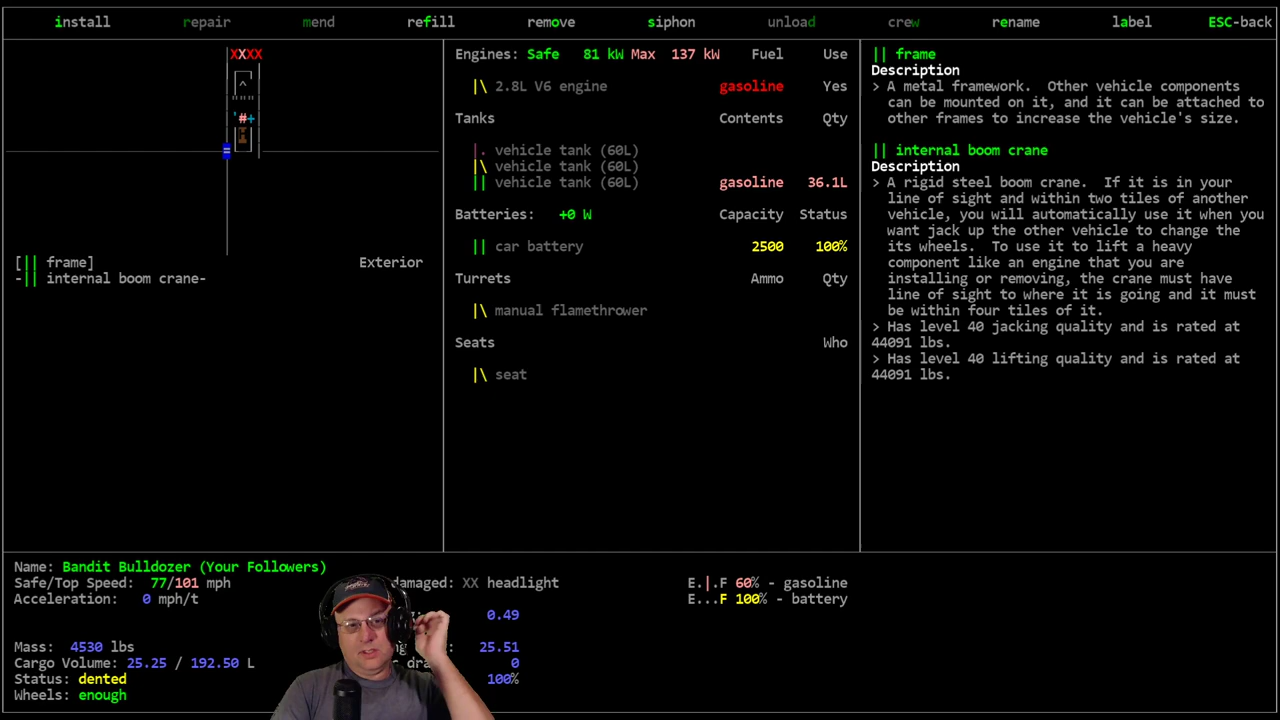 install repair mend refill remove siphon unload crew rename label ESC-back
XXXX
^
""""
'#+
=
[|| frame] Exterior
-|| internal boom crane-
Engines: Safe 81 kW Max 137 kW Fuel Use
|\ 2.8L V6 engine gasoline Yes
Tanks Contents Qty
|. vehicle tank (60L)
|\ vehicle tank (60L)
|| vehicle tank (60L) gasoline 36.1L
Batteries: +0 W Capacity Status
|| car battery 2500 100%
Turrets Ammo Qty
|\ manual flamethrower
Seats Who
|\ seat
|| frame
Description
> A metal framework. Other vehicle components
can be mounted on it, and it can be attached to
other frames to increase the vehicle's size.
|| internal boom crane
Description
> A rigid steel boom crane. If it is in your
line of sight and within two tiles of another
vehicle, you will automatically use it when you
want jack up the other vehicle to change the
its wheels. To use it to lift a heavy
component like an engine that you are
installing or removing, the crane must have
line of sight to where it is going and it must
be within four tiles of it.
> Has level 40 jacking quality and is rated at
44091 lbs.
> Has level 40 lifting quality and is rated at
44091 lbs.
Name: Bandit Bulldozer (Your Followers)
Safe/Top Speed: 77/101 mph
Acceleration: 0 mph/t
Mass: 4530 lbs
Cargo Volume: 25.25 / 192.50 L
Status: dented
Wheels: enough
damaged: XX headlight
0.49
25.51
0
100%
E.|.F 60% - gasoline
E...F 100% - battery